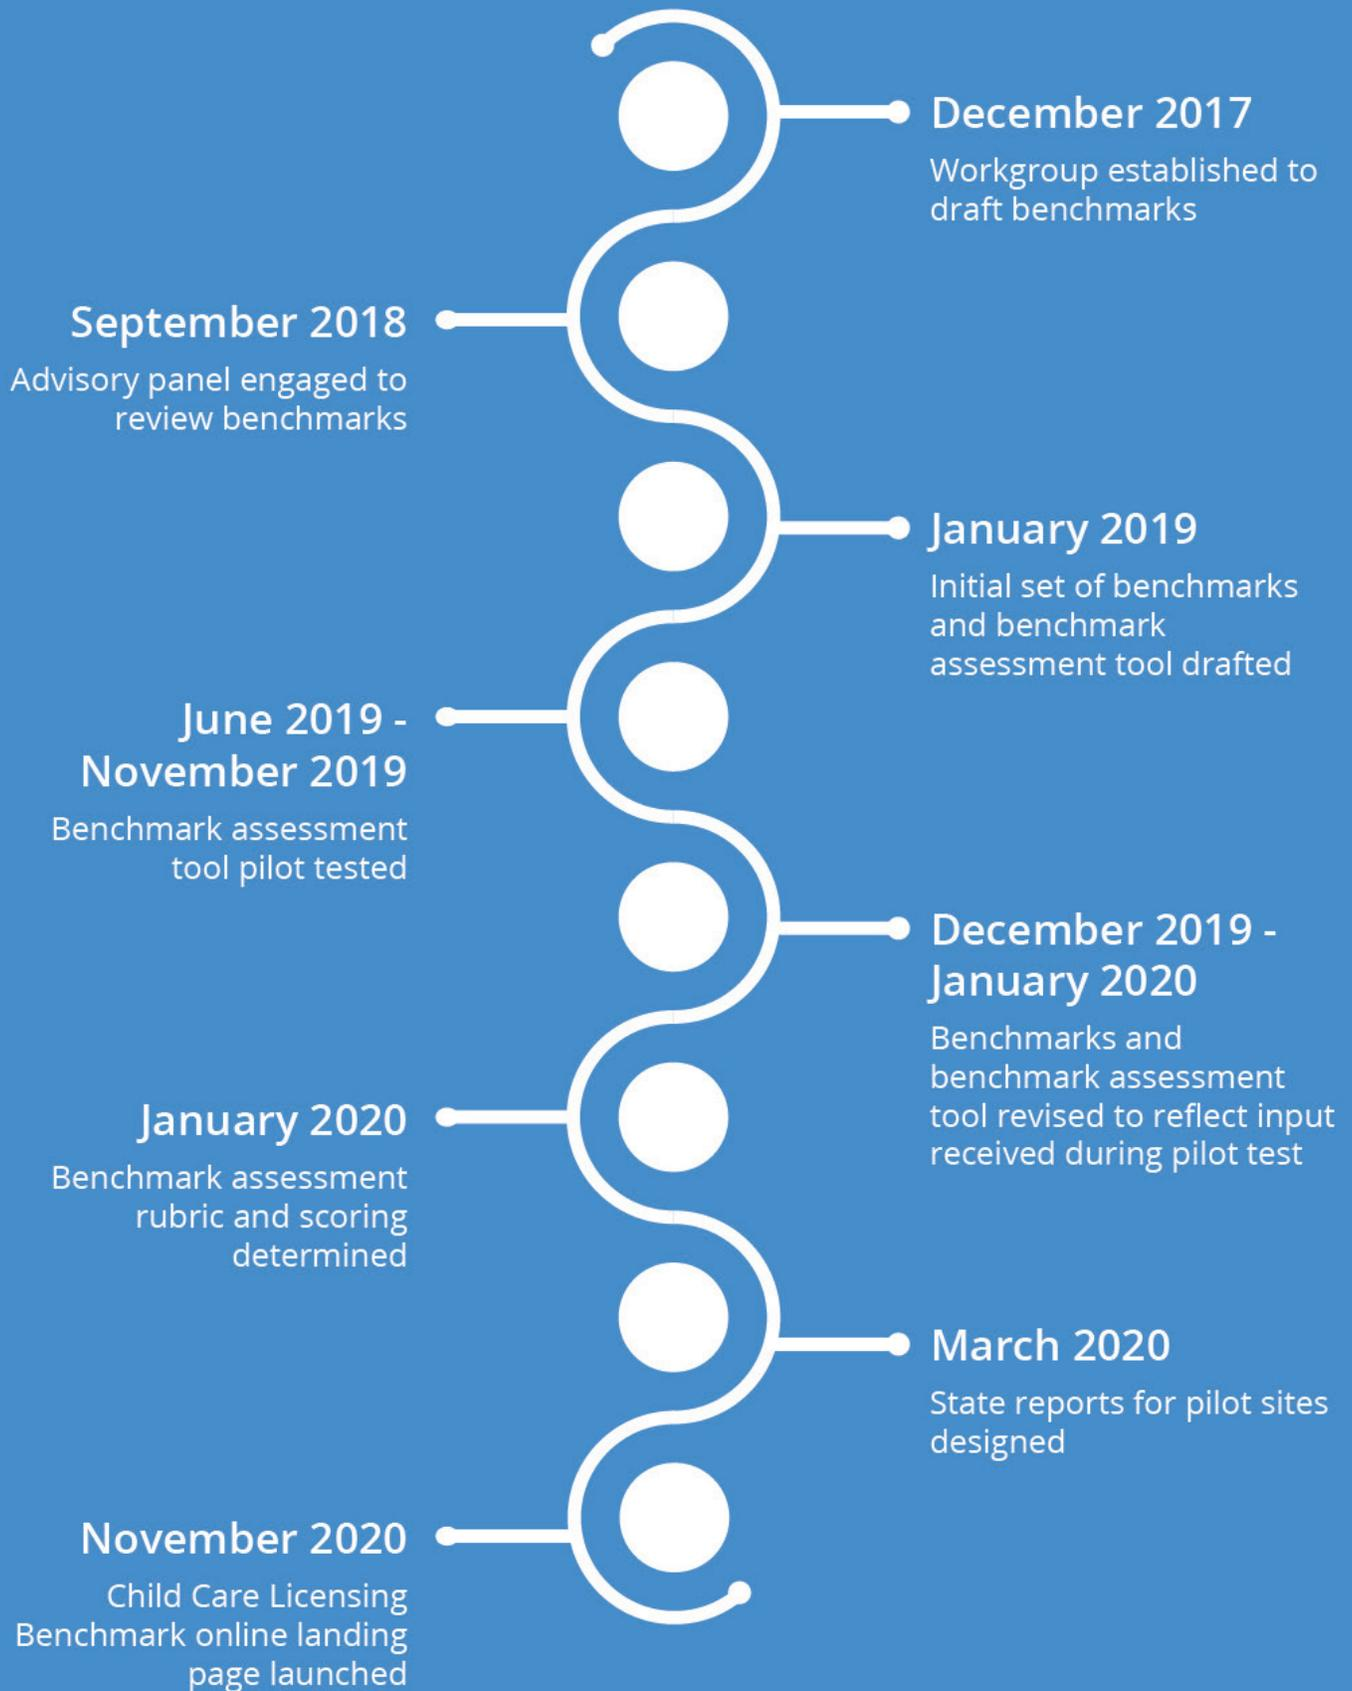 December 2017
Workgroup established to
draft benchmarks
September 2018
Advisory panel engaged to
review benchmarks
January 2019
Initial set of benchmarks
and benchmark
assessment tool drafted
June 2019 -
November 2019
Benchmark assessment
tool pilot tested
December 2019 -
January 2020
Benchmarks and
benchmark assessment
tool revised to reflect input
received during pilot test
January 2020
Benchmark assessment
rubric and scoring
determined
March 2020
State reports for pilot sites
designed
November 2020
Child Care Licensing
Benchmark online landing
page launched